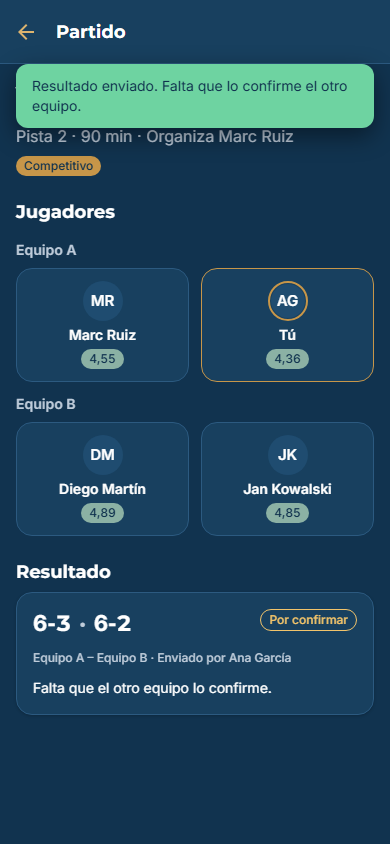 Partido
Resultado enviado. Falta que lo confirme el otro
equipo.
Pista 2 · 90 min · Organiza Marc Ruiz
Competitivo
Jugadores
Equipo A
MR
Marc Ruiz
4,55
AG
Tú
4,36
Equipo B
DM
Diego Martín
4,89
JK
Jan Kowalski
4,85
Resultado
6-3 · 6-2
Por confirmar
Equipo A – Equipo B · Enviado por Ana García
Falta que el otro equipo lo confirme.